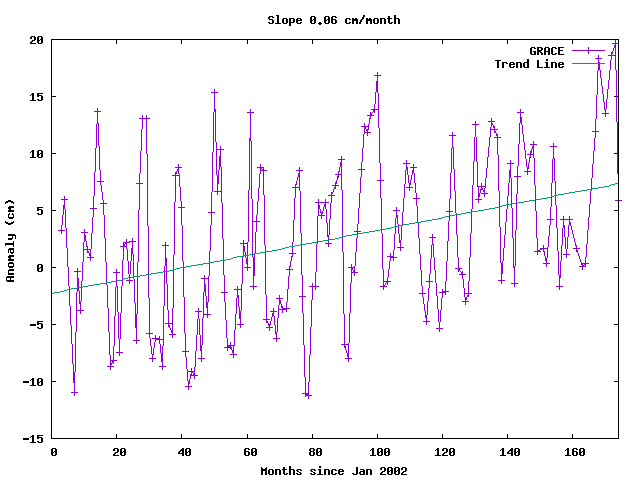 Slope 0.06 cm/month
GRACE
Trend Line
20
15
10
5
0
-5
-10
-15
Anomaly (cm)
0 20 40 60 80 100 120 140 160
Months since Jan 2002